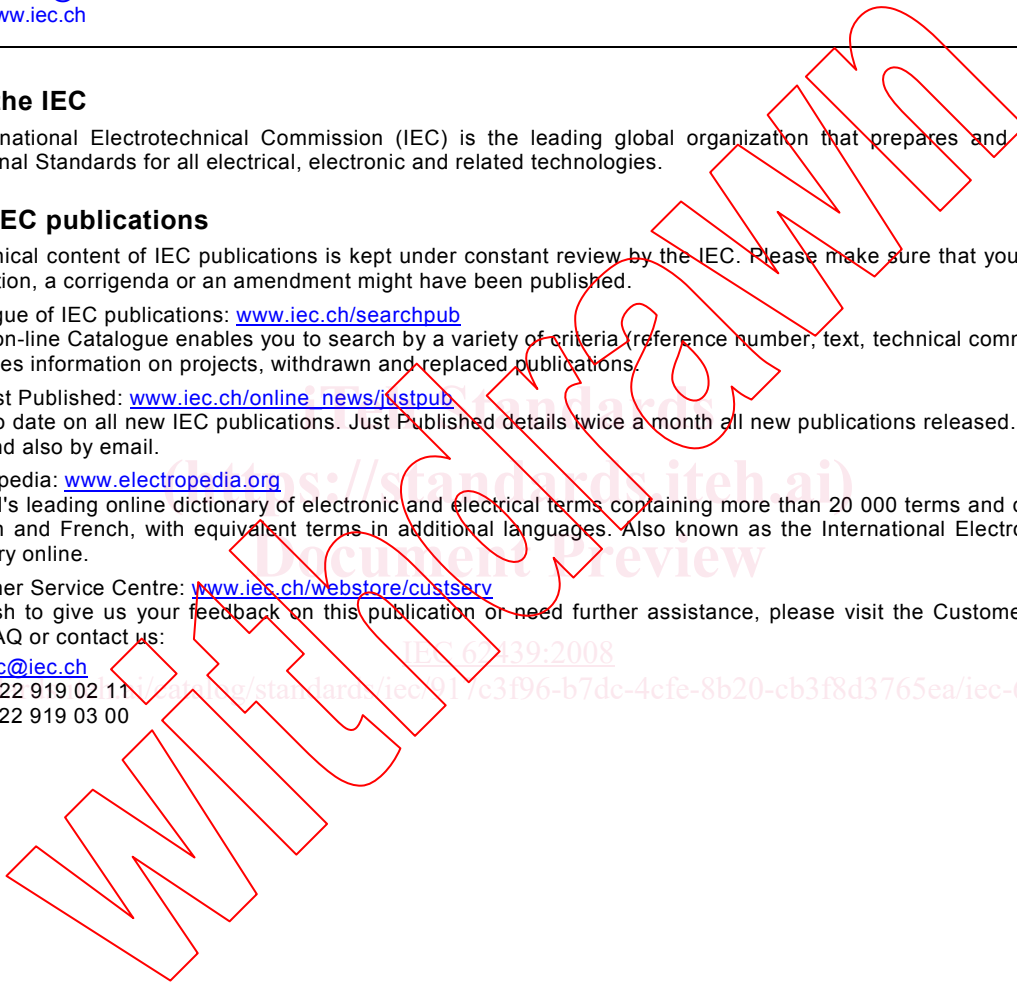 ww.iec.ch
the IEC
national Electrotechnical Commission (IEC) is the leading global organization that prepares and
nal Standards for all electrical, electronic and related technologies.
EC publications
nical content of IEC publications is kept under constant review by the IEC. Please make sure that you
tion, a corrigenda or an amendment might have been published.
gue of IEC publications: www.iec.ch/searchpub
on-line Catalogue enables you to search by a variety of criteria (reference number, text, technical comm
es information on projects, withdrawn and replaced publications.
iTeh Standards
st Published: www.iec.ch/online_news/justpub
o date on all new IEC publications. Just Published details twice a month all new publications released.
nd also by email.
pedia: www.electropedia.org
(https://standards.iteh.ai)
l's leading online dictionary of electronic and electrical terms containing more than 20 000 terms and
n and French, with equivalent terms in additional languages. Also known as the International Electro
ry online.
Document Preview
ner Service Centre: www.iec.ch/webstore/custserv
sh to give us your feedback on this publication or need further assistance, please visit the Custome
AQ or contact us:
IEC 62439:2008
c@iec.ch
22 919 02 11
i/catalog/standards/iec/917c3f96-b7dc-4cfe-8b20-cb3f8d3765ea/iec-6
22 919 03 00
withdrawn